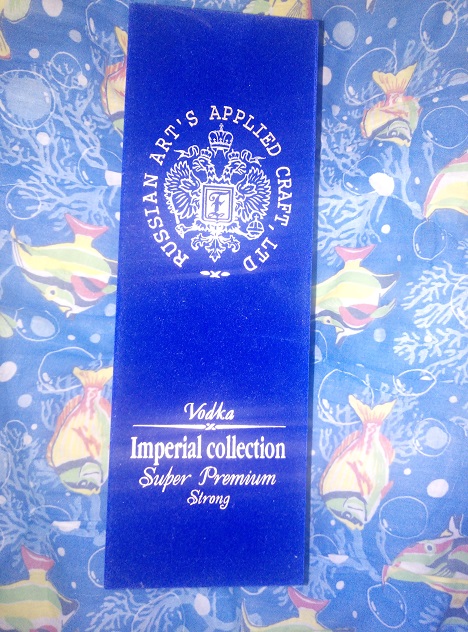 RUSSIAN ART'S APPLIED CRAFT, LTD
Vodka
Imperial collection
Super Premium
Strong